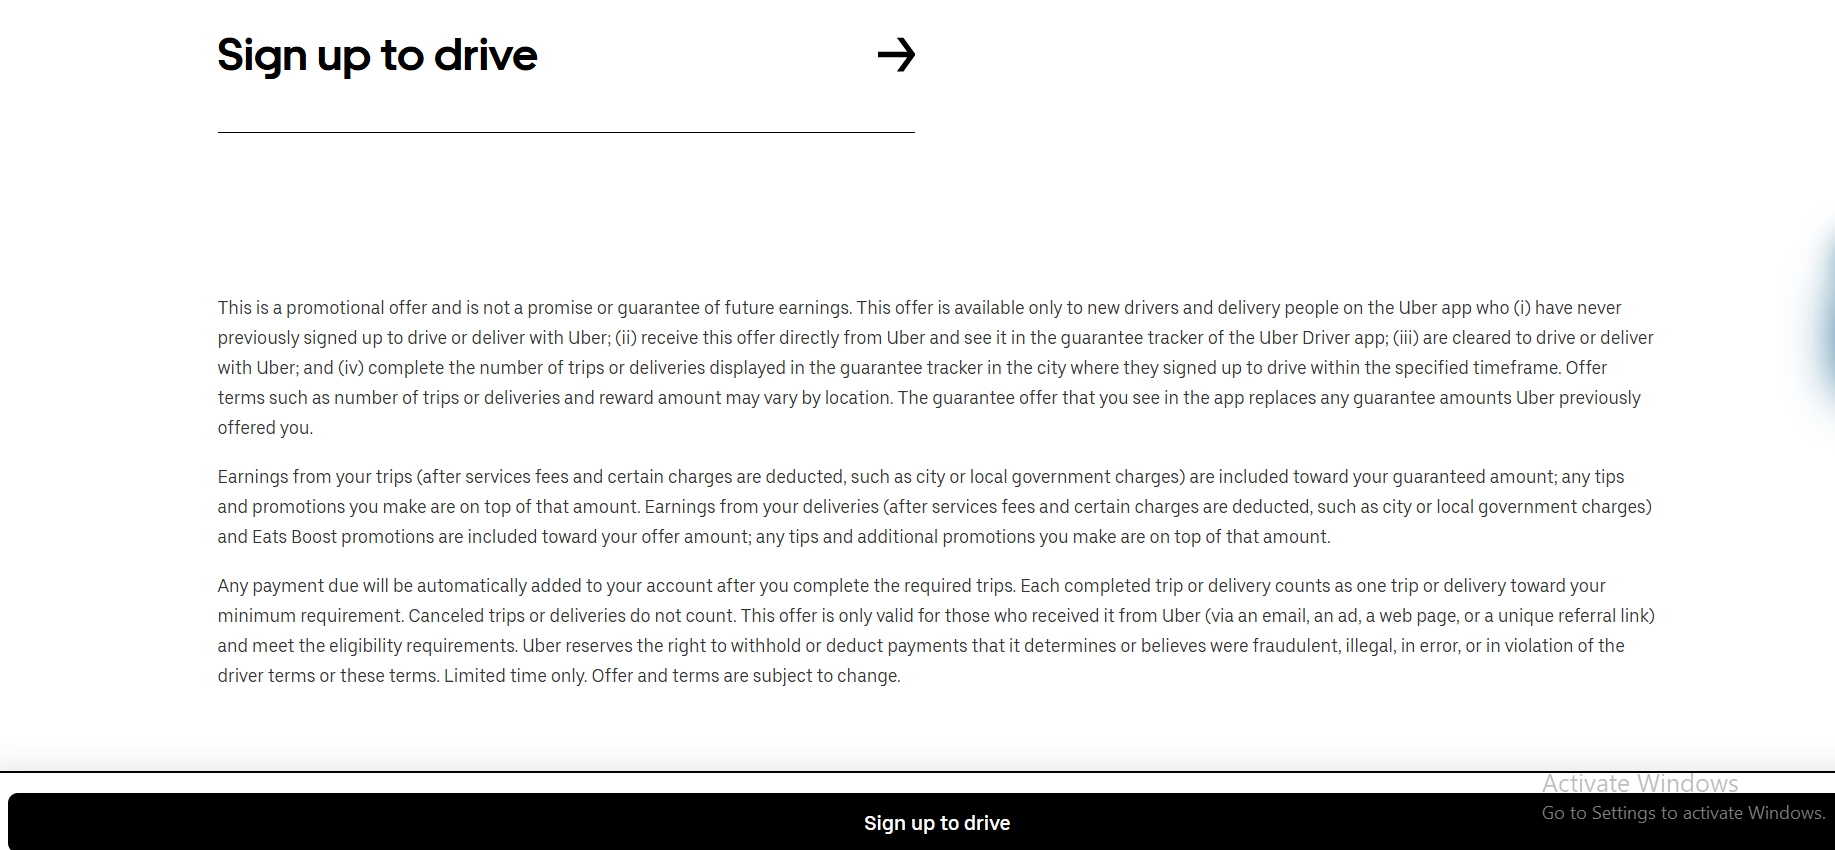 Sign up to drive
This is a promotional offer and is not a promise or guarantee of future earnings. This offer is available only to new drivers and delivery people on the Uber app who (i) have never
previously signed up to drive or deliver with Uber; (ii) receive this offer directly from Uber and see it in the guarantee tracker of the Uber Driver app; (iii) are cleared to drive or deliver
with Uber; and (iv) complete the number of trips or deliveries displayed in the guarantee tracker in the city where they signed up to drive within the specified timeframe. Offer
terms such as number of trips or deliveries and reward amount may vary by location. The guarantee offer that you see in the app replaces any guarantee amounts Uber previously
offered you.
Earnings from your trips (after services fees and certain charges are deducted, such as city or local government charges) are included toward your guaranteed amount; any tips
and promotions you make are on top of that amount. Earnings from your deliveries (after services fees and certain charges are deducted, such as city or local government charges)
and Eats Boost promotions are included toward your offer amount; any tips and additional promotions you make are on top of that amount.
Any payment due will be automatically added to your account after you complete the required trips. Each completed trip or delivery counts as one trip or delivery toward your
minimum requirement. Canceled trips or deliveries do not count. This offer is only valid for those who received it from Uber (via an email, an ad, a web page, or a unique referral link)
and meet the eligibility requirements. Uber reserves the right to withhold or deduct payments that it determines or believes were fraudulent, illegal, in error, or in violation of the
driver terms or these terms. Limited time only. Offer and terms are subject to change.
Activate Windows
Go to Settings to activate Windows.
Sign up to drive